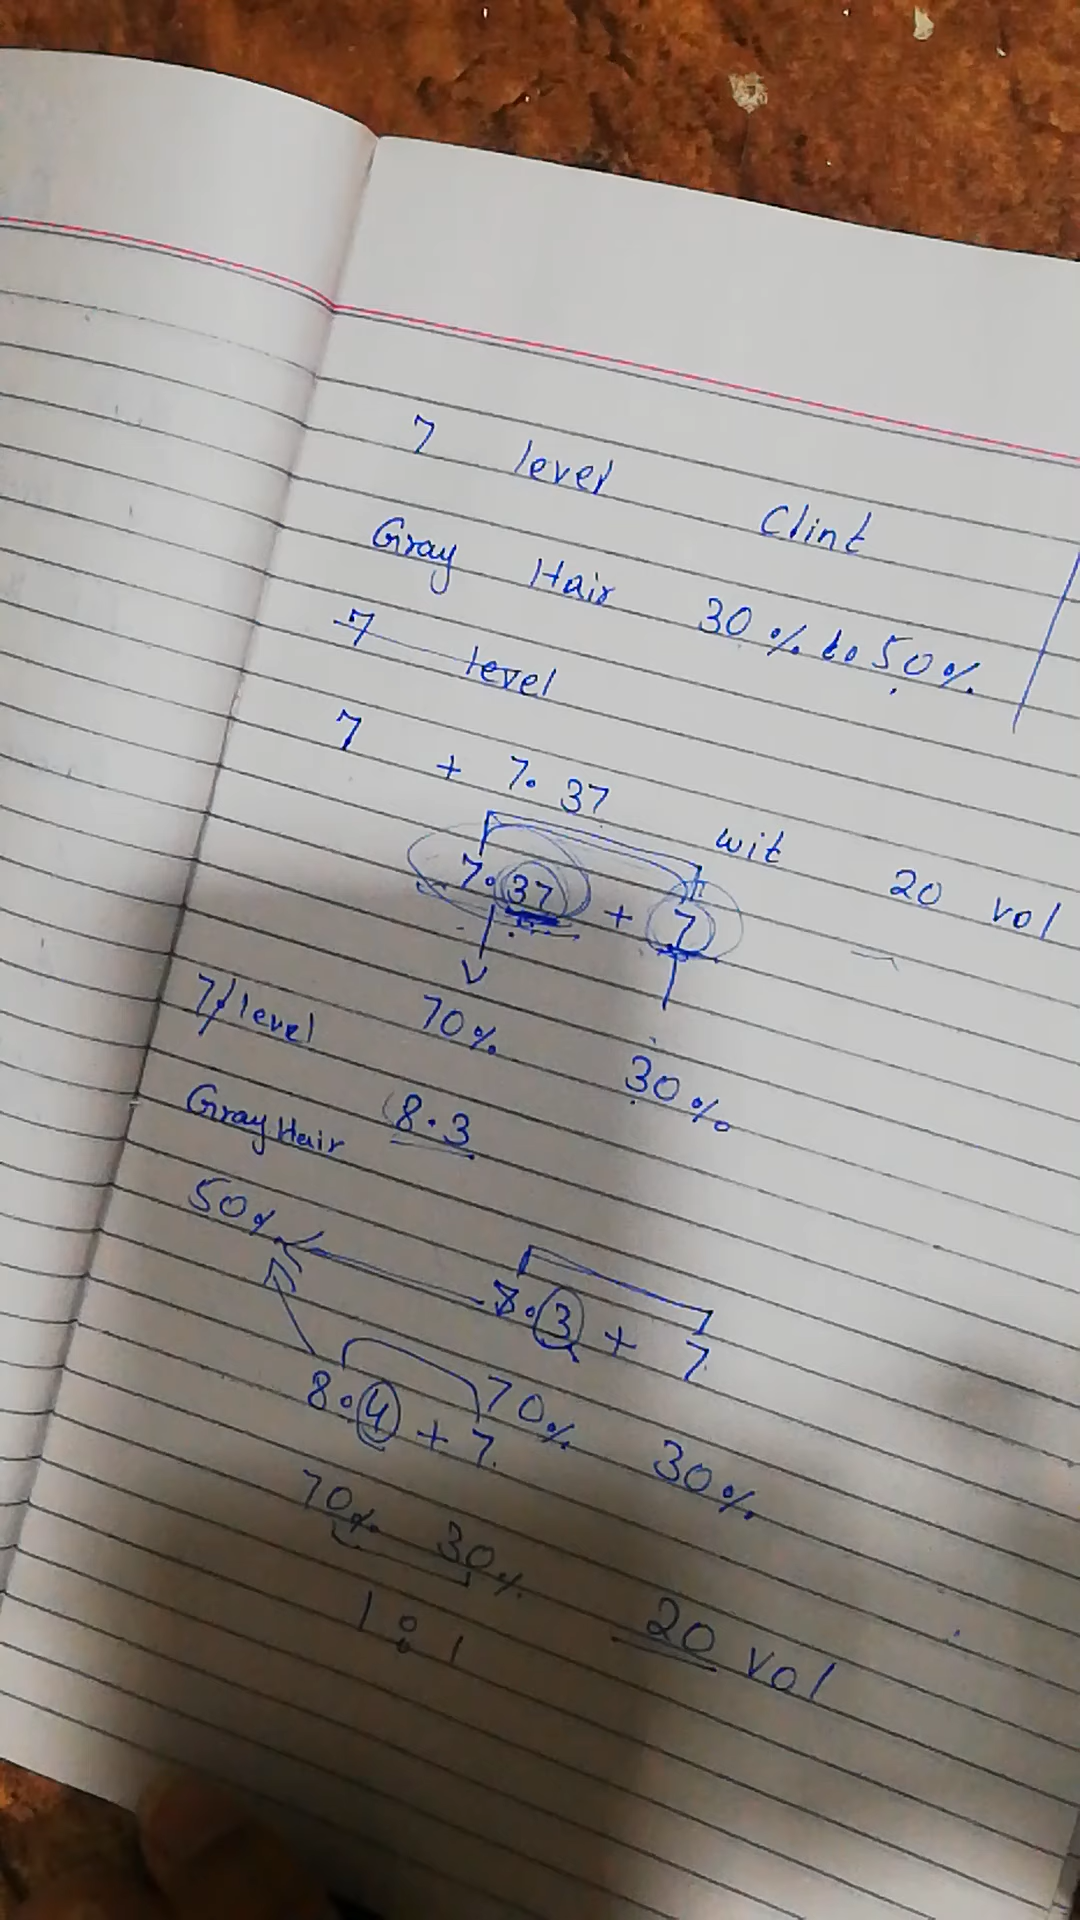 7 level Clint
Gray Hair 30% to 50%
7 level
7 + 7.37 wit 20 vol
7.37 + 7
70% 30%
7 level
Gray Hair 8.3
50%
8.3 + 7
70% 30%
8.4 + 7
70% 30%
1:1 20 vol